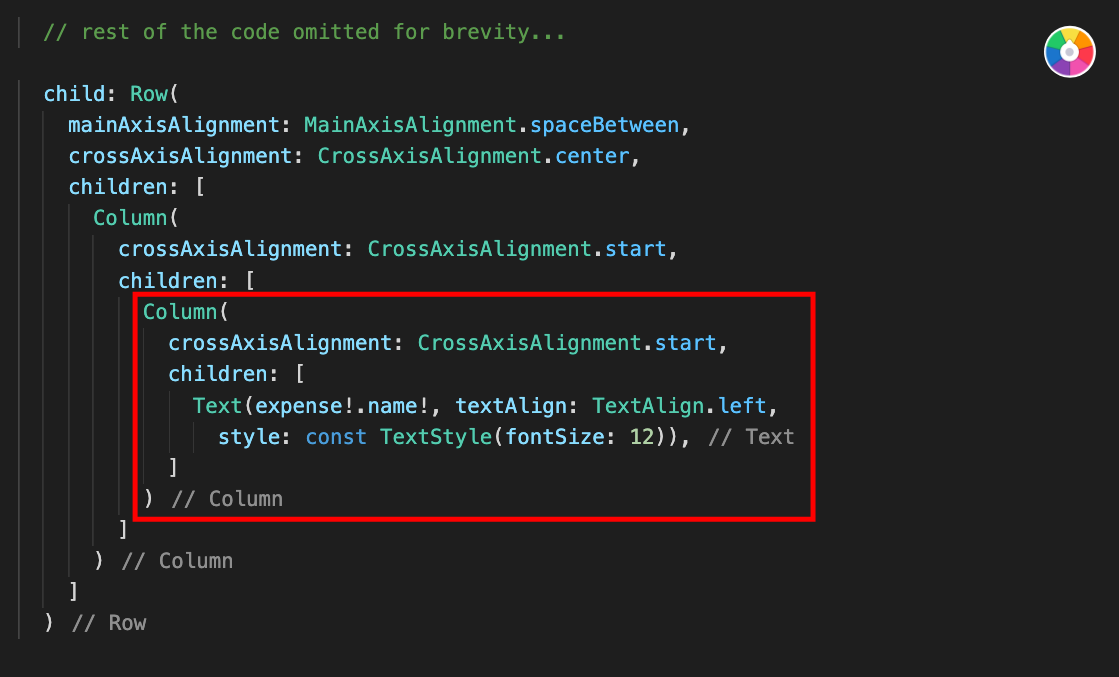 // rest of the code omitted for brevity...
child: Row(
mainAxisAlignment: MainAxisAlignment.spaceBetween,
crossAxisAlignment: CrossAxisAlignment.center,
children: [
Column(
crossAxisAlignment: CrossAxisAlignment.start,
children: [
Column(
crossAxisAlignment: CrossAxisAlignment.start,
children: [
Text(expense!.name!, textAlign: TextAlign.left,
style: const TextStyle(fontSize: 12)), // Text
]
) // Column
]
) // Column
]
) // Row